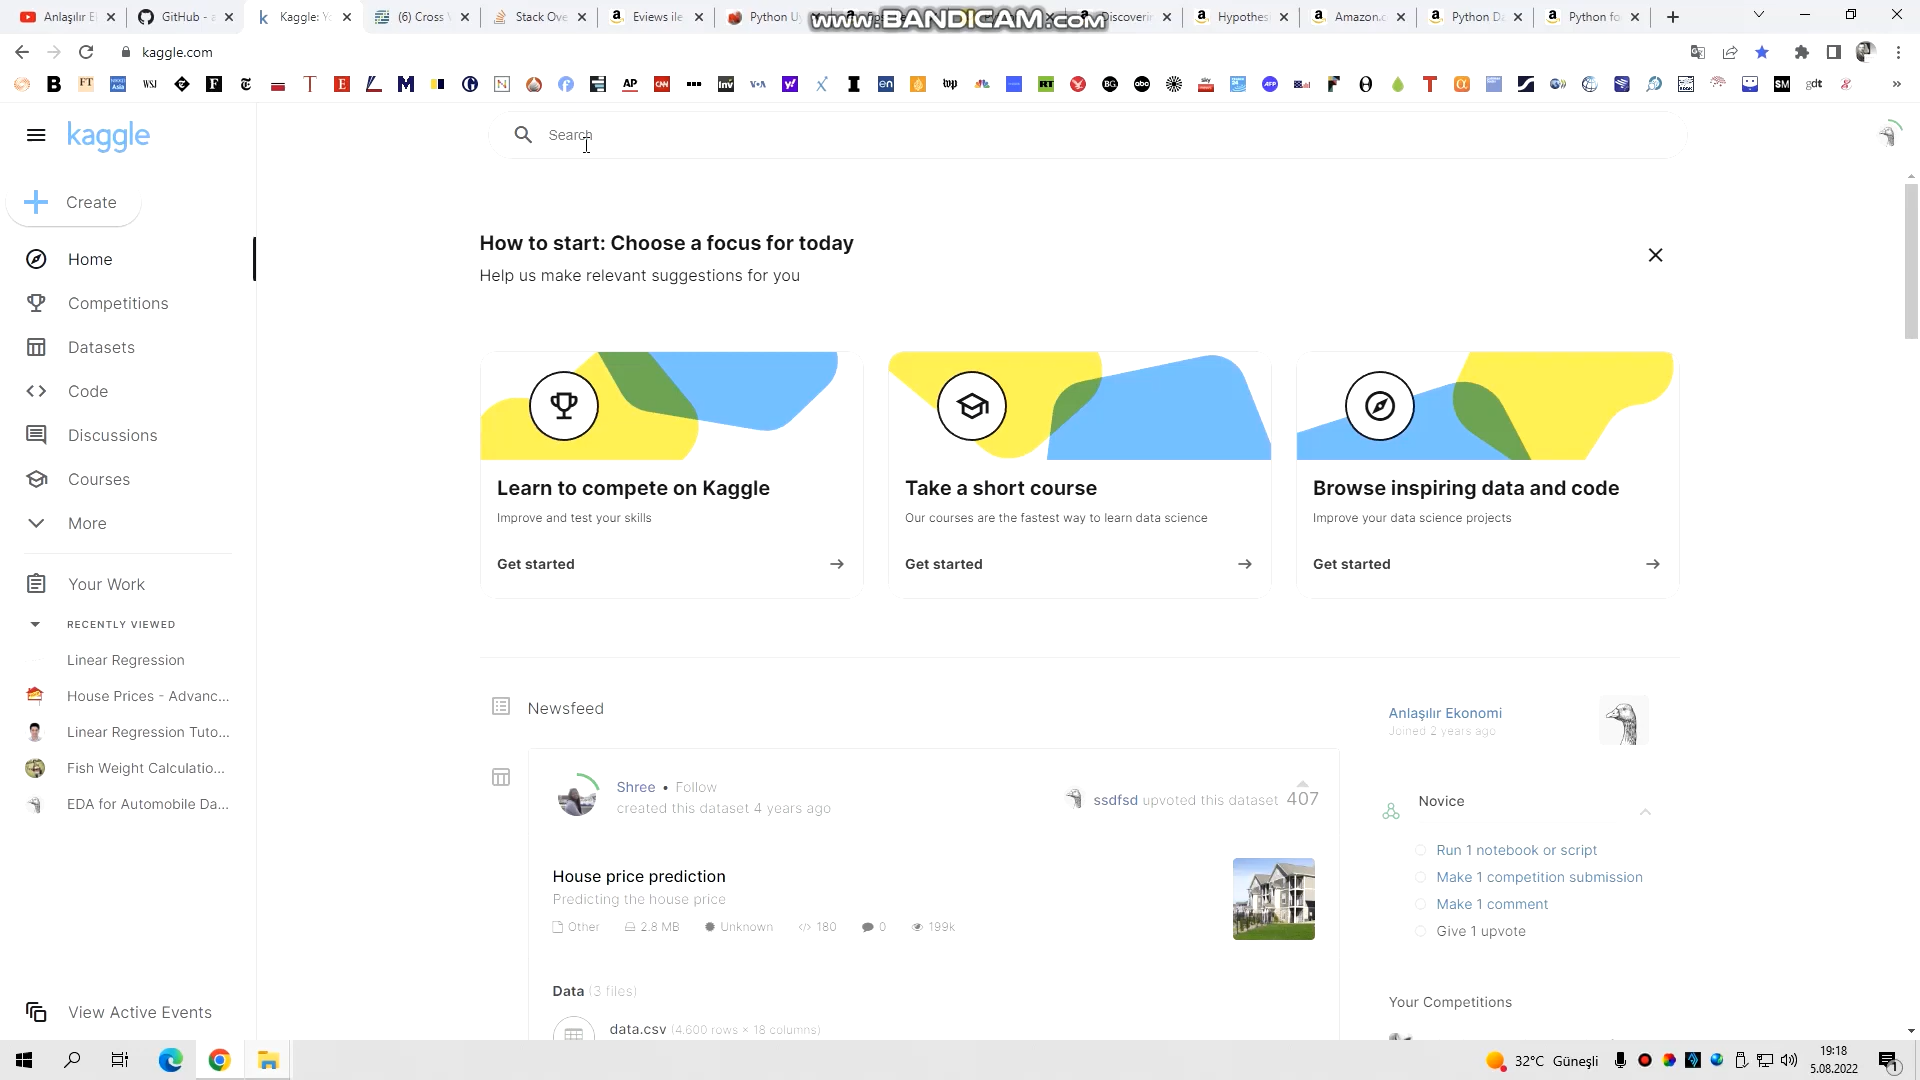 Anlaşılır E
GitHub - a
Kaggle: Y
(6) Cross V
Stack Ove
Eviews ile
Python Uy
Discoverin
Hypothes
Amazon.c
Python Da
Python fo
www.BANDICAM.com
kaggle.com
kaggle
Search
Create
Home
Competitions
Datasets
Code
Discussions
Courses
More
Your Work
RECENTLY VIEWED
Linear Regression
House Prices - Advanc...
Linear Regression Tuto...
Fish Weight Calculatio...
EDA for Automobile Da...
View Active Events
How to start: Choose a focus for today
Help us make relevant suggestions for you
Learn to compete on Kaggle
Improve and test your skills
Get started
Take a short course
Our courses are the fastest way to learn data science
Get started
Browse inspiring data and code
Improve your data science projects
Get started
Newsfeed
Shree • Follow
created this dataset 4 years ago
ssdfsd upvoted this dataset 407
House price prediction
Predicting the house price
Other 2.8 MB Unknown 180 0 199k
Data (3 files)
data.csv (4.600 rows × 18 columns)
Anlaşılır Ekonomi
Joined 2 years ago
Novice
Run 1 notebook or script
Make 1 competition submission
Make 1 comment
Give 1 upvote
Your Competitions
32°C Güneşli
19:18
5.08.2022